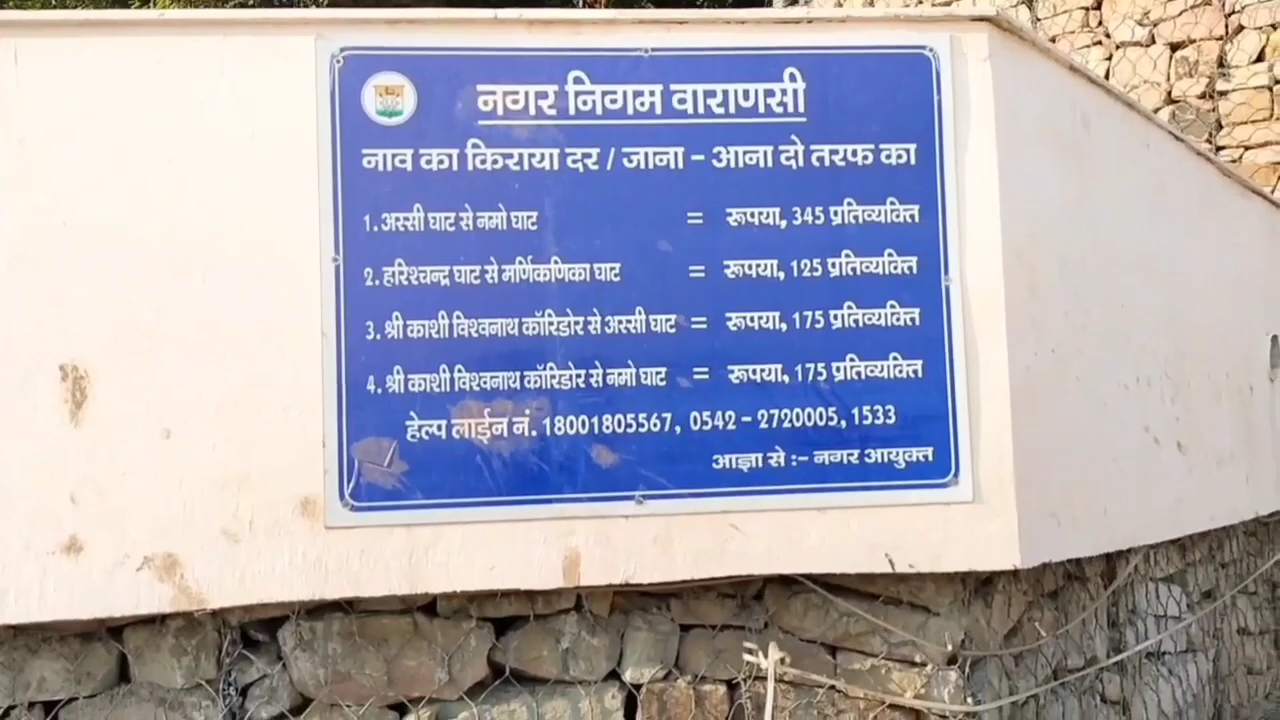 नगर निगम वाराणसी
नाव का किराया दर / जाना - आना दो तरफ का
1. अस्सी घाट से नमो घाट = रूपया, 345 प्रतिव्यक्ति
2. हरिश्चन्द्र घाट से मर्णिकणिका घाट = रूपया, 125 प्रतिव्यक्ति
3. श्री काशी विश्वनाथ कॉरिडोर से अस्सी घाट = रूपया, 175 प्रतिव्यक्ति
4. श्री काशी विश्वनाथ कॉरिडोर से नमो घाट = रूपया, 175 प्रतिव्यक्ति
हेल्प लाईन नं. 18001805567, 0542 - 2720005, 1533
आज्ञा से :- नगर आयुक्त